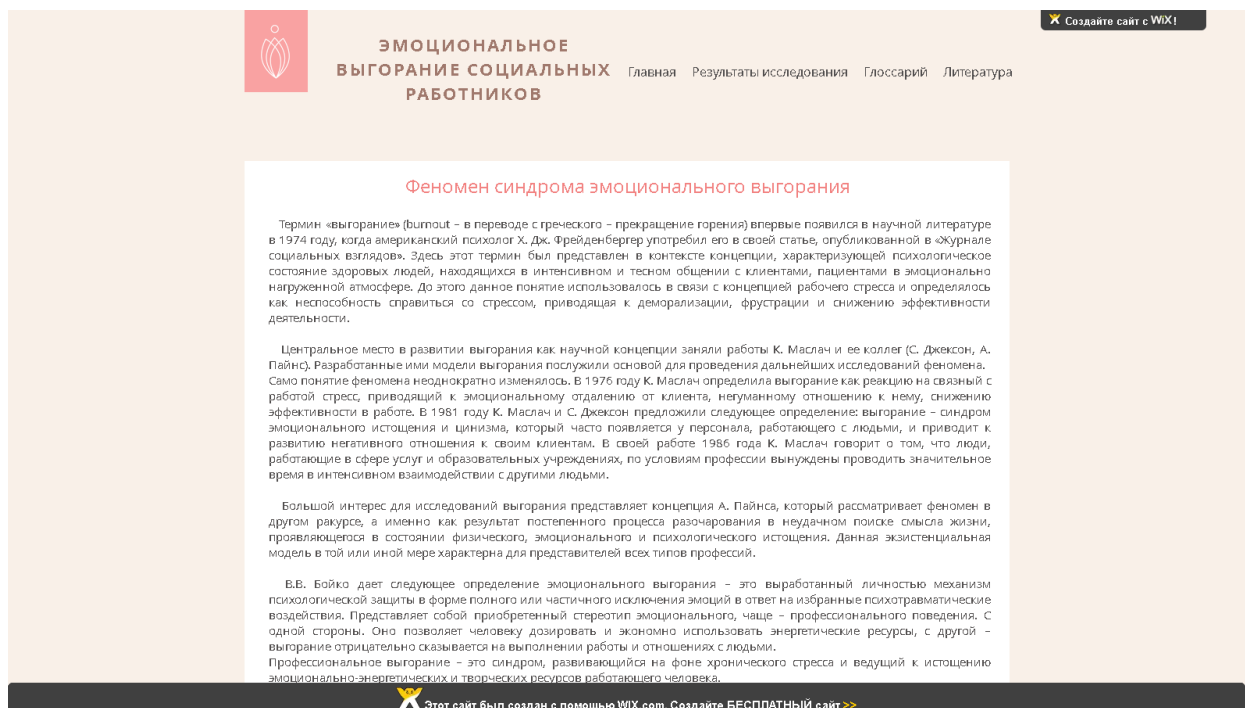 Создайте сайт с WiX!
ЭМОЦИОНАЛЬНОЕ
ВЫГОРАНИЕ СОЦИАЛЬНЫХ
РАБОТНИКОВ
Главная Результаты исследования Глоссарий Литература
Феномен синдрома эмоционального выгорания
Термин «выгорание» (burnout – в переводе с греческого – прекращение горения) впервые появился в научной литературе
в 1974 году, когда американский психолог Х. Дж. Фрейденбергер употребил его в своей статье, опубликованной в «Журнале
социальных взглядов». Здесь этот термин был представлен в контексте концепции, характеризующей психологическое
состояние здоровых людей, находящихся в интенсивном и тесном общении с клиентами, пациентами в эмоционально
нагруженной атмосфере. До этого данное понятие использовалось в связи с концепцией рабочего стресса и определялось
как неспособность справиться со стрессом, приводящая к деморализации, фрустрации и снижению эффективности
деятельности.
Центральное место в развитии выгорания как научной концепции заняли работы К. Маслач и ее коллег (С. Джексон, А.
Пайнс). Разработанные ими модели выгорания послужили основой для проведения дальнейших исследований феномена.
Само понятие феномена неоднократно изменялось. В 1976 году К. Маслач определила выгорание как реакцию на связный с
работой стресс, приводящий к эмоциональному отдалению от клиента, негуманному отношению к нему, снижению
эффективности в работе. В 1981 году К. Маслач и С. Джексон предложили следующее определение: выгорание – синдром
эмоционального истощения и цинизма, который часто появляется у персонала, работающего с людьми, и приводит к
развитию негативного отношения к своим клиентам. В своей работе 1986 года К. Маслач говорит о том, что люди,
работающие в сфере услуг и образовательных учреждениях, по условиям профессии вынуждены проводить значительное
время в интенсивном взаимодействии с другими людьми.
Большой интерес для исследований выгорания представляет концепция А. Пайнса, который рассматривает феномен в
другом ракурсе, а именно как результат постепенного процесса разочарования в неудачном поиске смысла жизни,
проявляющегося в состоянии физического, эмоционального и психологического истощения. Данная экзистенциальная
модель в той или иной мере характерна для представителей всех типов профессий.
В.В. Бойко дает следующее определение эмоционального выгорания – это выработанный личностью механизм
психологической защиты в форме полного или частичного исключения эмоций в ответ на избранные психотравматические
воздействия. Представляет собой приобретенный стереотип эмоционального, чаще – профессионального поведения. С
одной стороны. Оно позволяет человеку дозировать и экономно использовать энергетические ресурсы, с другой –
выгорание отрицательно сказывается на выполнении работы и отношениях с людьми.
Профессиональное выгорание – это синдром, развивающийся на фоне хронического стресса и ведущий к истощению
эмоционально-энергетических и творческих ресурсов работающего человека.
Этот сайт был создан с помощью WIX.com. Создайте БЕСПЛАТНЫЙ сайт >>